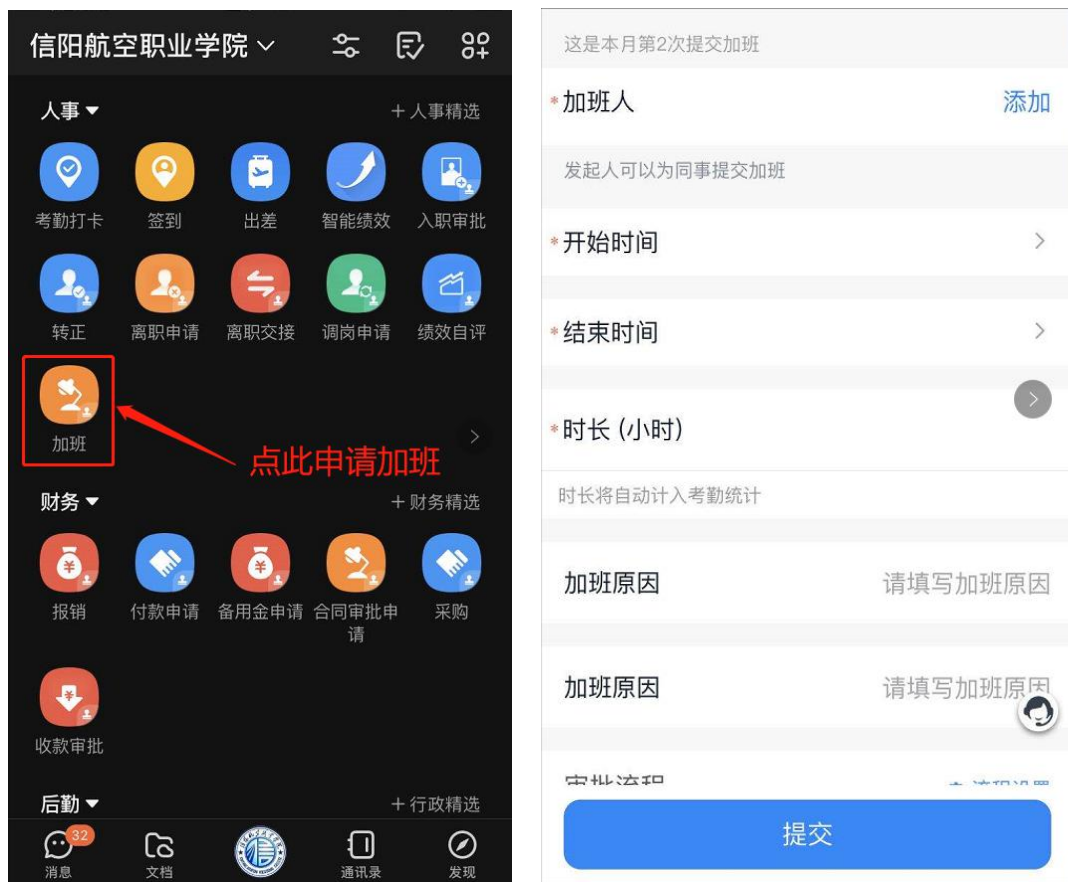 信阳航空职业学院
人事
+人事精选
考勤打卡
签到
出差
智能绩效
入职审批
转正
离职申请
离职交接
调岗申请
绩效自评
加班
点此申请加班
财务
+财务精选
报销
付款申请
备用金申请
合同审批申
请
采购
收款审批
后勤
+行政精选
32
消息
文档
通讯录
发现
这是本月第2次提交加班
*加班人
添加
发起人可以为同事提交加班
*开始时间
*结束时间
*时长 (小时)
时长将自动计入考勤统计
加班原因
请填写加班原因
加班原因
请填写加班原因
审批流程
流程设置
提交